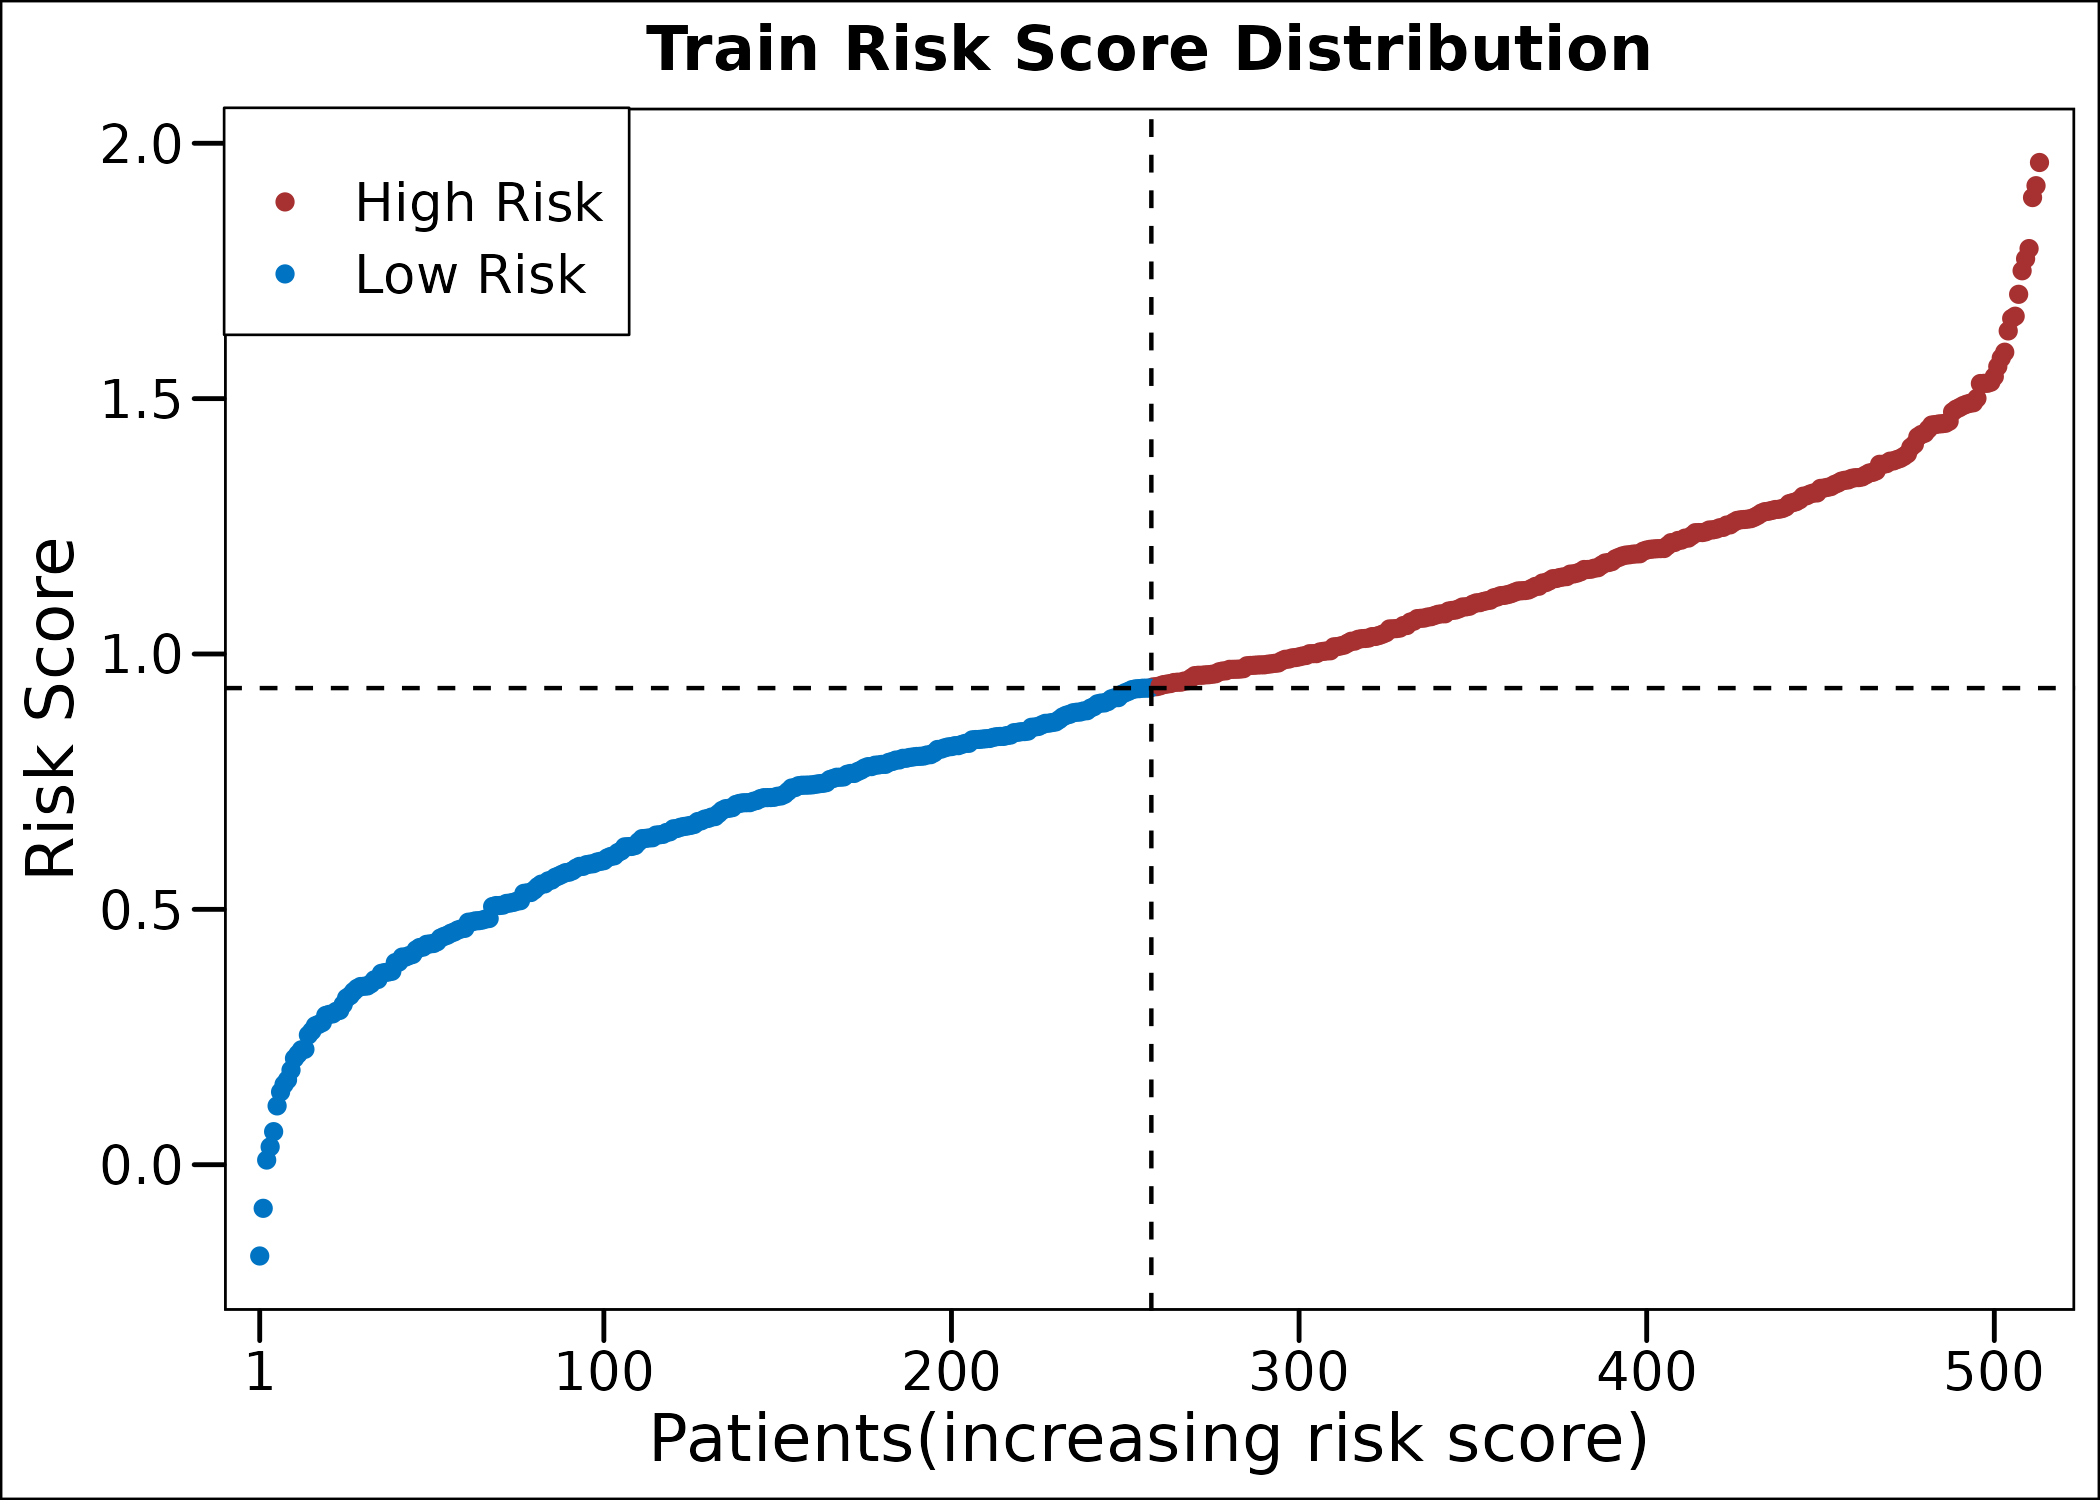 Train Risk Score Distribution
High Risk
Low Risk
2.0
1.5
1.0
0.5
0.0
Risk Score
1 100 200 300 400 500
Patients(increasing risk score)